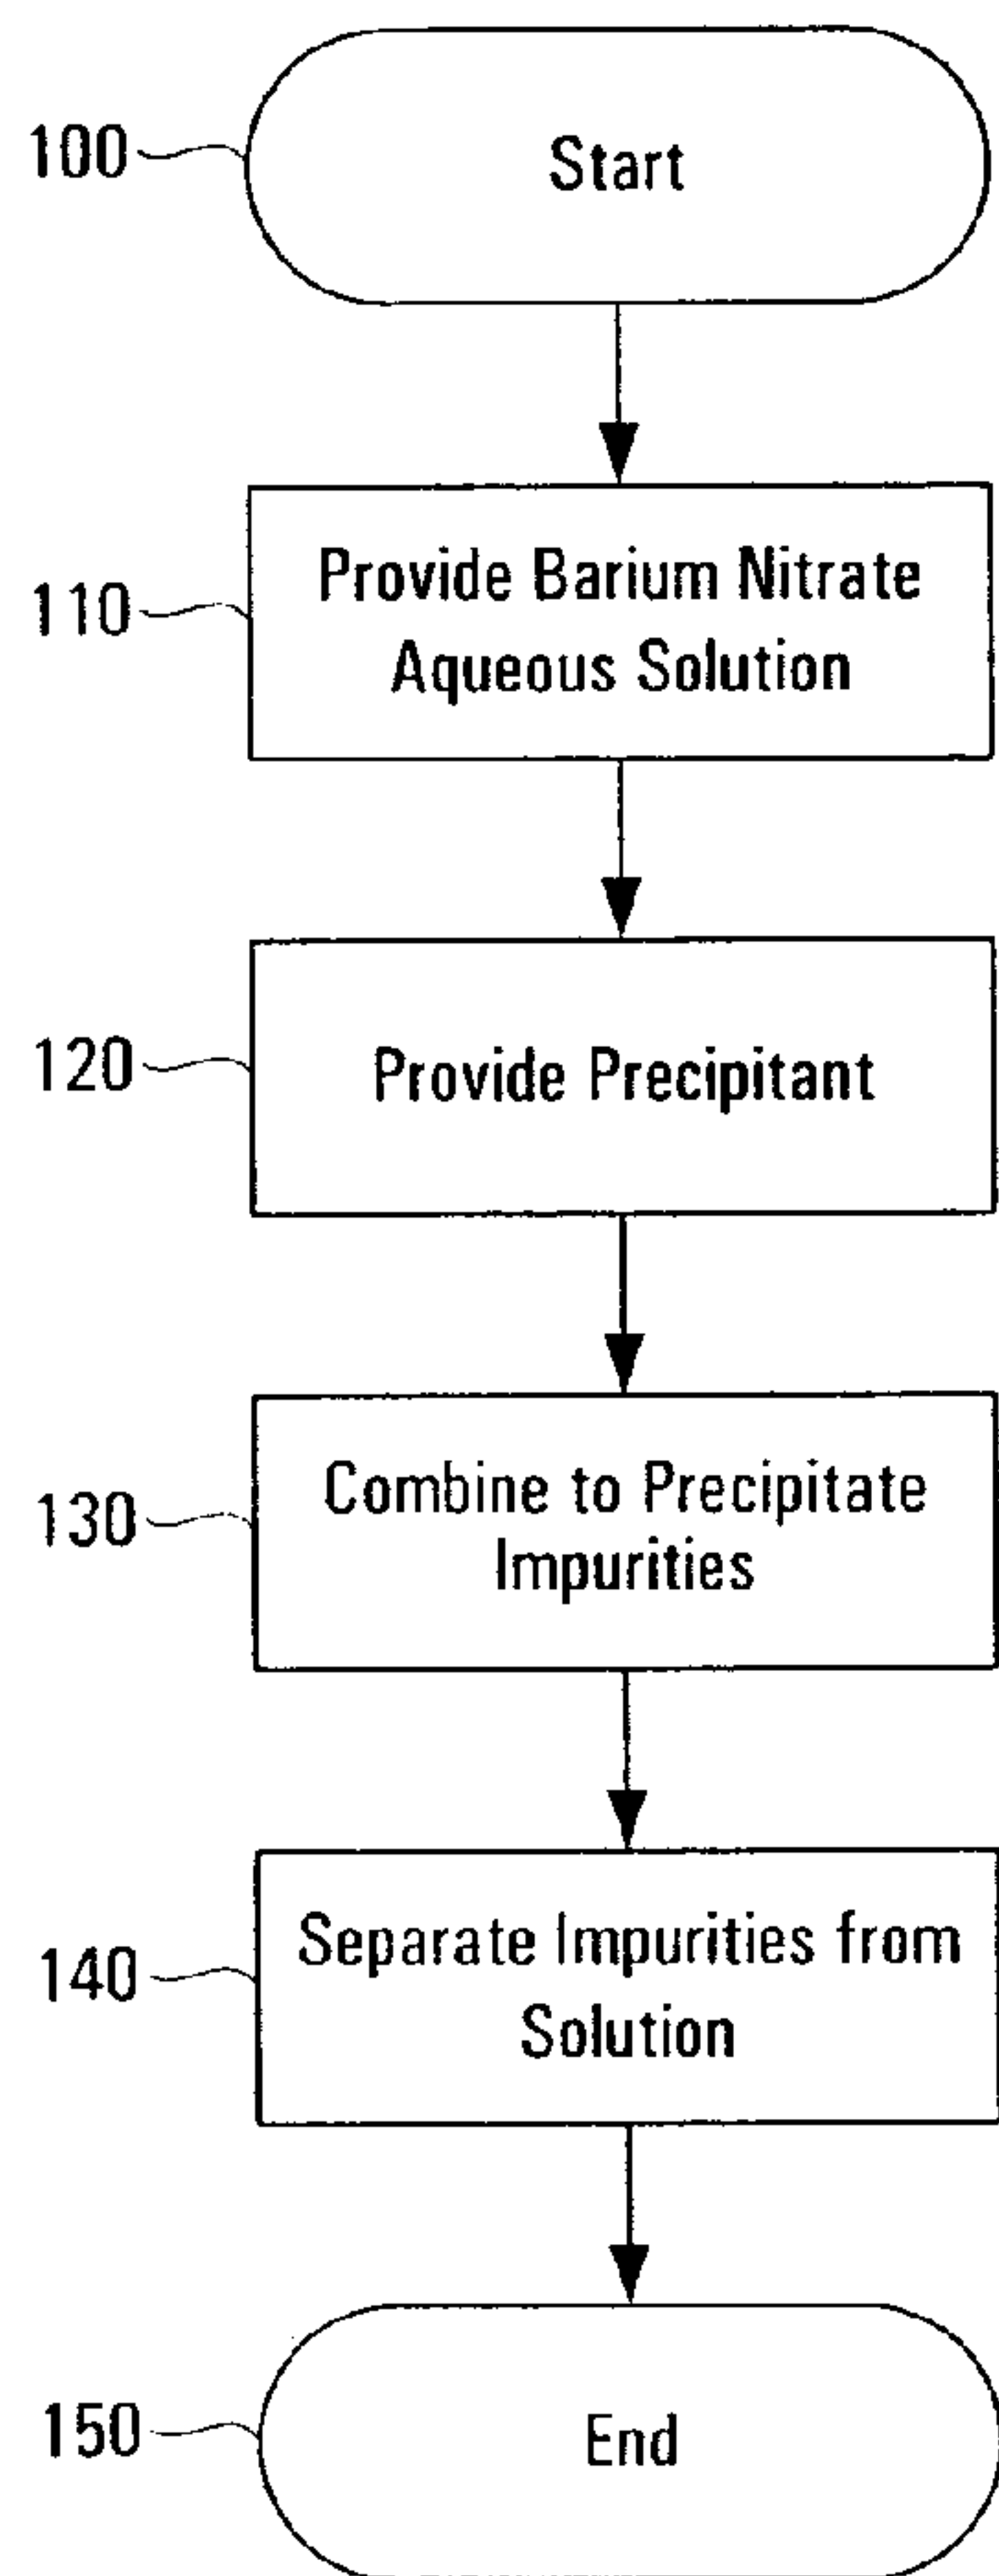 100
Start
110
Provide Barium Nitrate
Aqueous Solution
120
Provide Precipitant
130
Combine to Precipitate
Impurities
140
Separate Impurities from
Solution
150
End